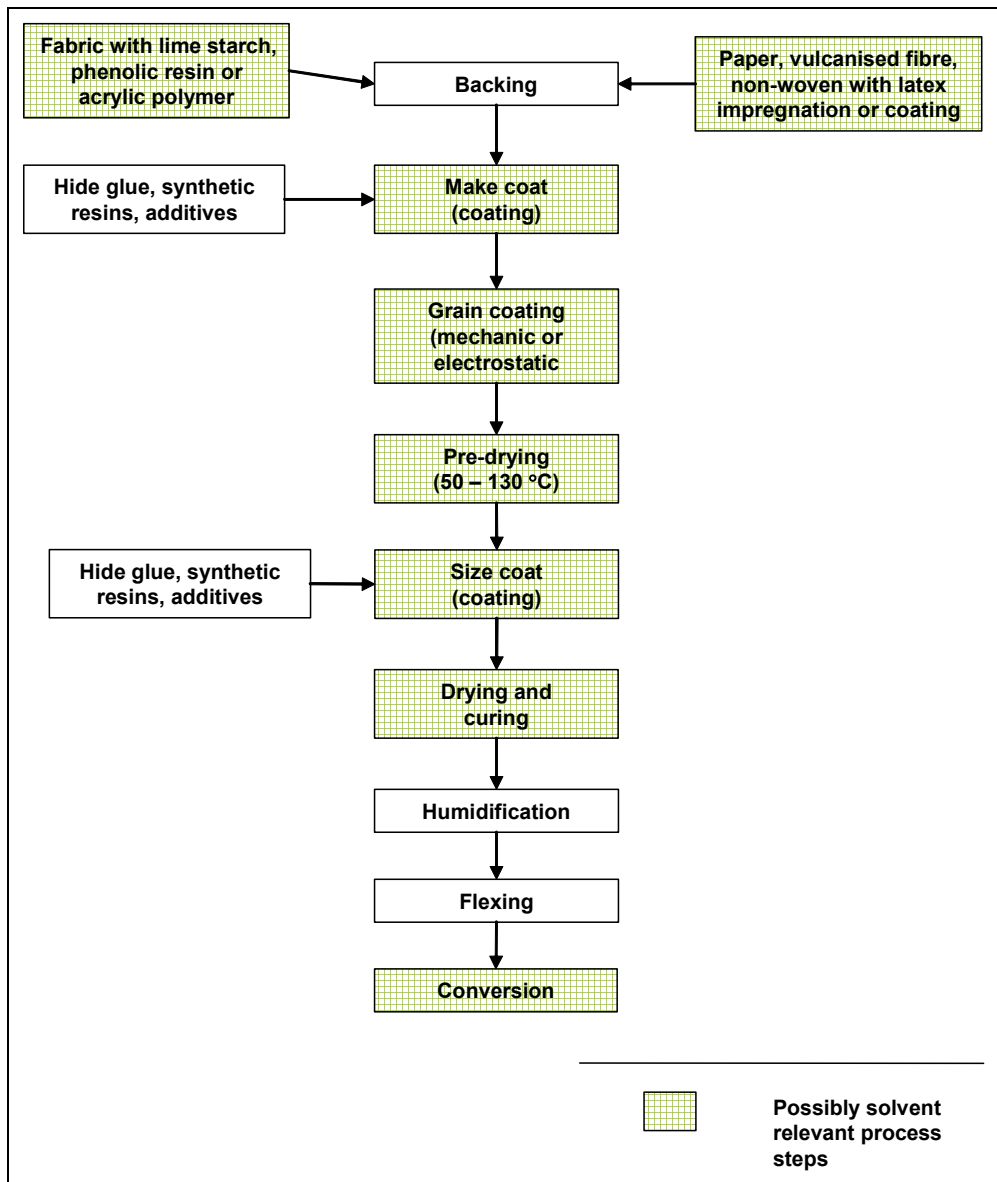 Fabric with lime starch,
phenolic resin or
acrylic polymer
Backing
Paper, vulcanised fibre,
non-woven with latex
impregnation or coating
Hide glue, synthetic
resins, additives
Make coat
(coating)
Grain coating
(mechanic or
electrostatic
Pre-drying
(50 – 130 °C)
Hide glue, synthetic
resins, additives
Size coat
(coating)
Drying and
curing
Humidification
Flexing
Conversion
Possibly solvent
relevant process
steps